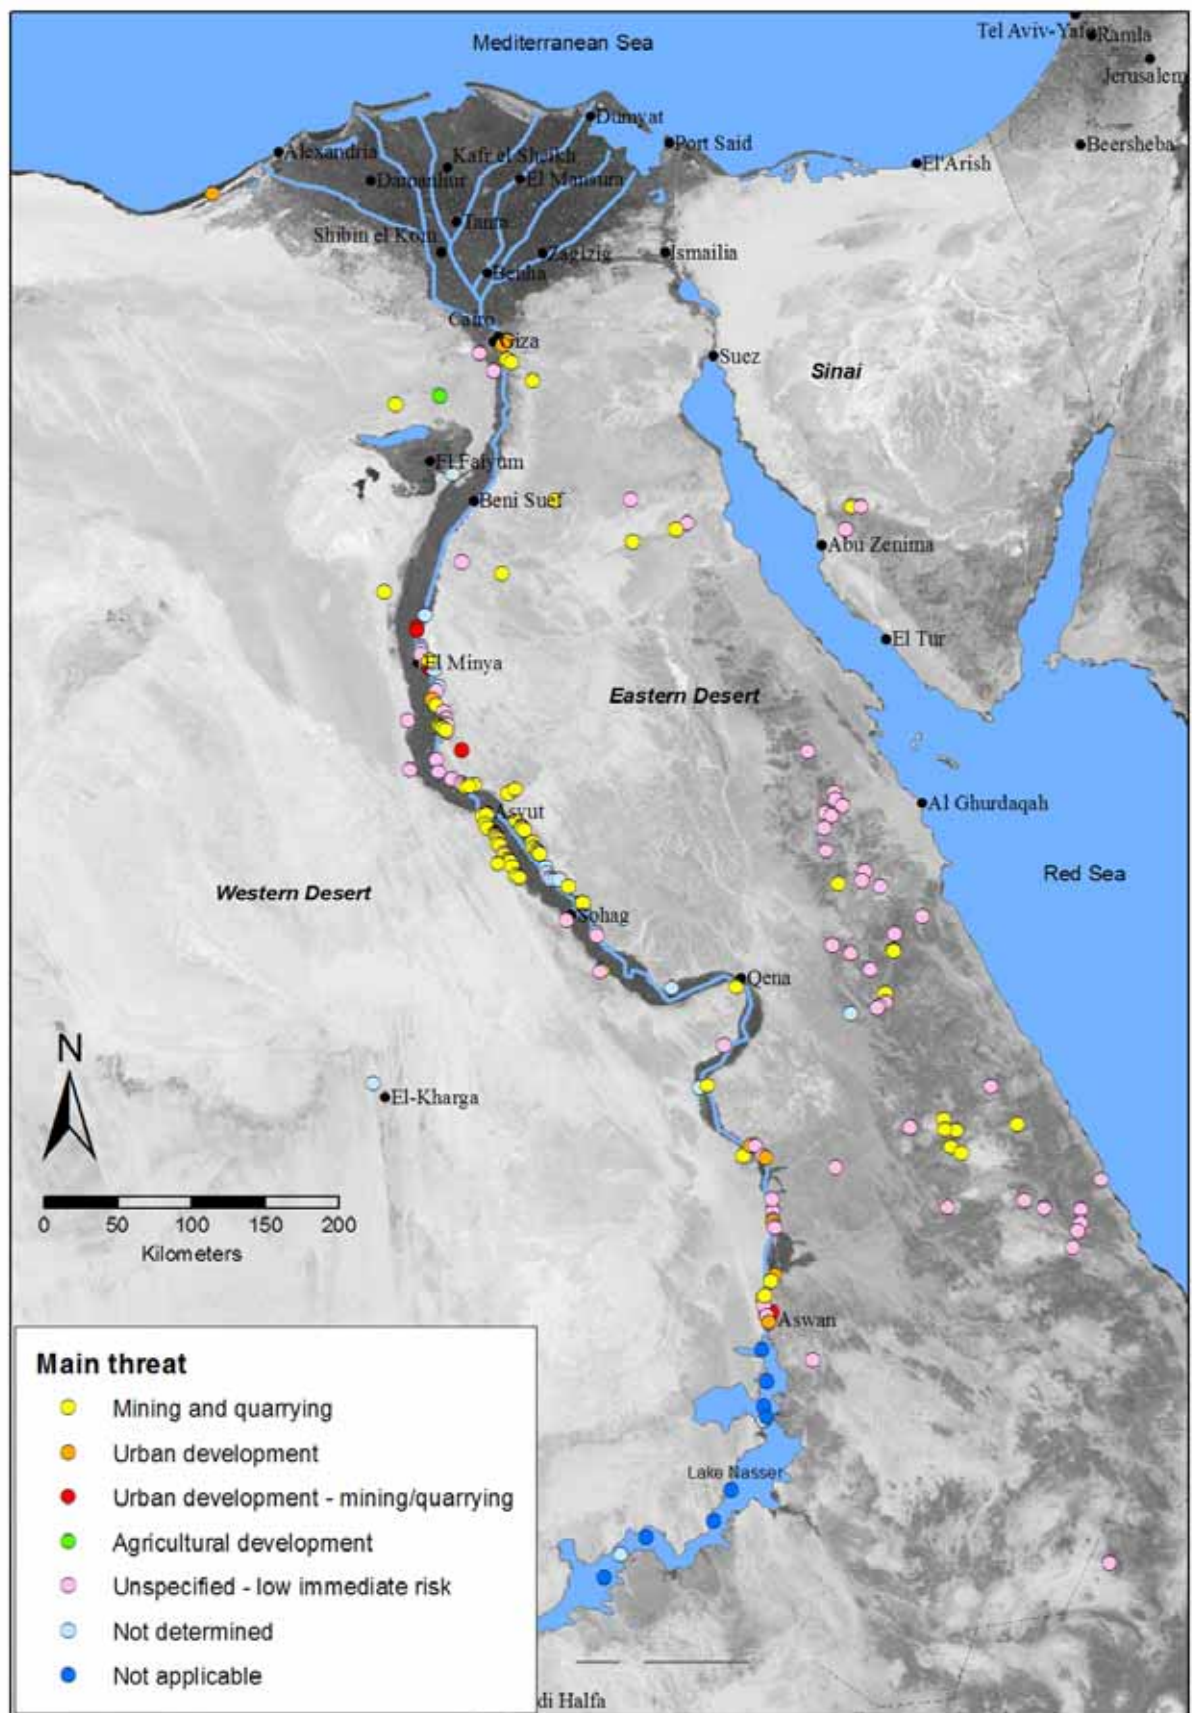 Mediterranean Sea
Tel Aviv-Yafo
Ramla
Jerusalem
Dumyat
Port Said
Beersheba
Alexandria
Kafr el Sheikh
El'Arish
Damanhur
El Mansura
Tanta
Shibin el Kom
Zagizig
Ismailia
Benha
Cairo
Giza
Suez
Sinai
El Faiyum
Beni Suef
Abu Zenima
El Tur
El Minya
Eastern Desert
Al Ghurdaqah
Asyut
Red Sea
Western Desert
Sohag
Qena
N
El-Kharga
0 50 100 150 200
Kilometers
Aswan
Main threat
Mining and quarrying
Urban development
Urban development - mining/quarrying
Lake Nasser
Agricultural development
Unspecified - low immediate risk
Not determined
Not applicable
di Halfa